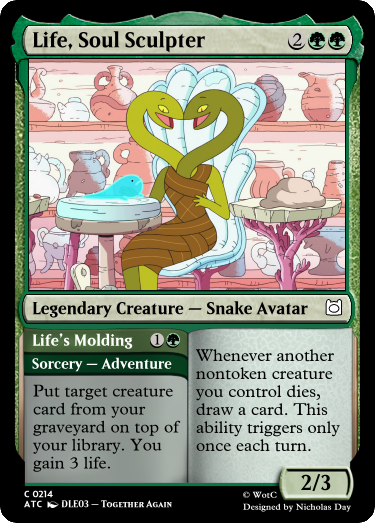 Life, Soul Sculpter 2
Legendary Creature — Snake Avatar
Life's Molding 1
Sorcery — Adventure
Put target creature
card from your
graveyard on top of
your library. You
gain 3 life.
Whenever another
nontoken creature
you control dies,
draw a card. This
ability triggers only
once each turn.
2/3
C 0214
ATC DLE03 — Together Again
© WotC
Designed by Nicholas Day